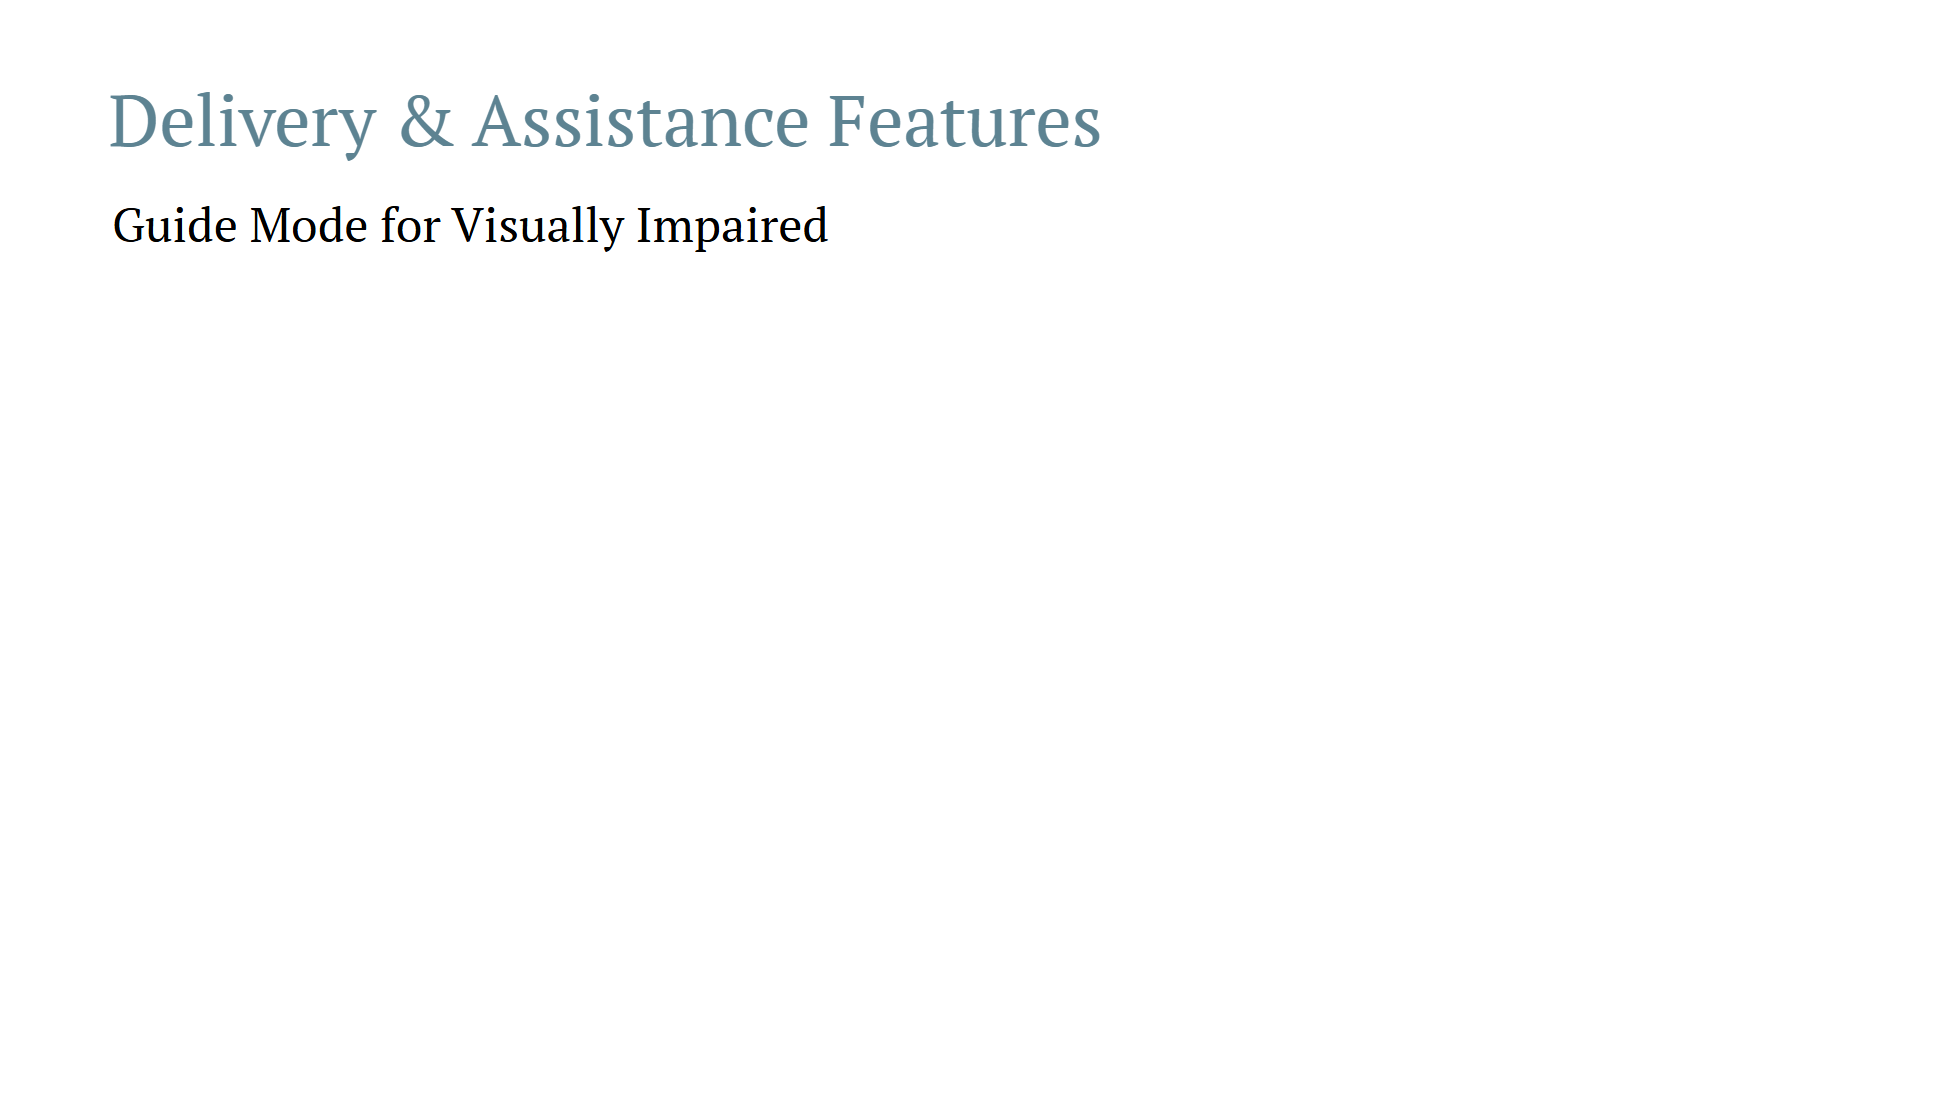 Delivery & Assistance Features
Guide Mode for Visually Impaired